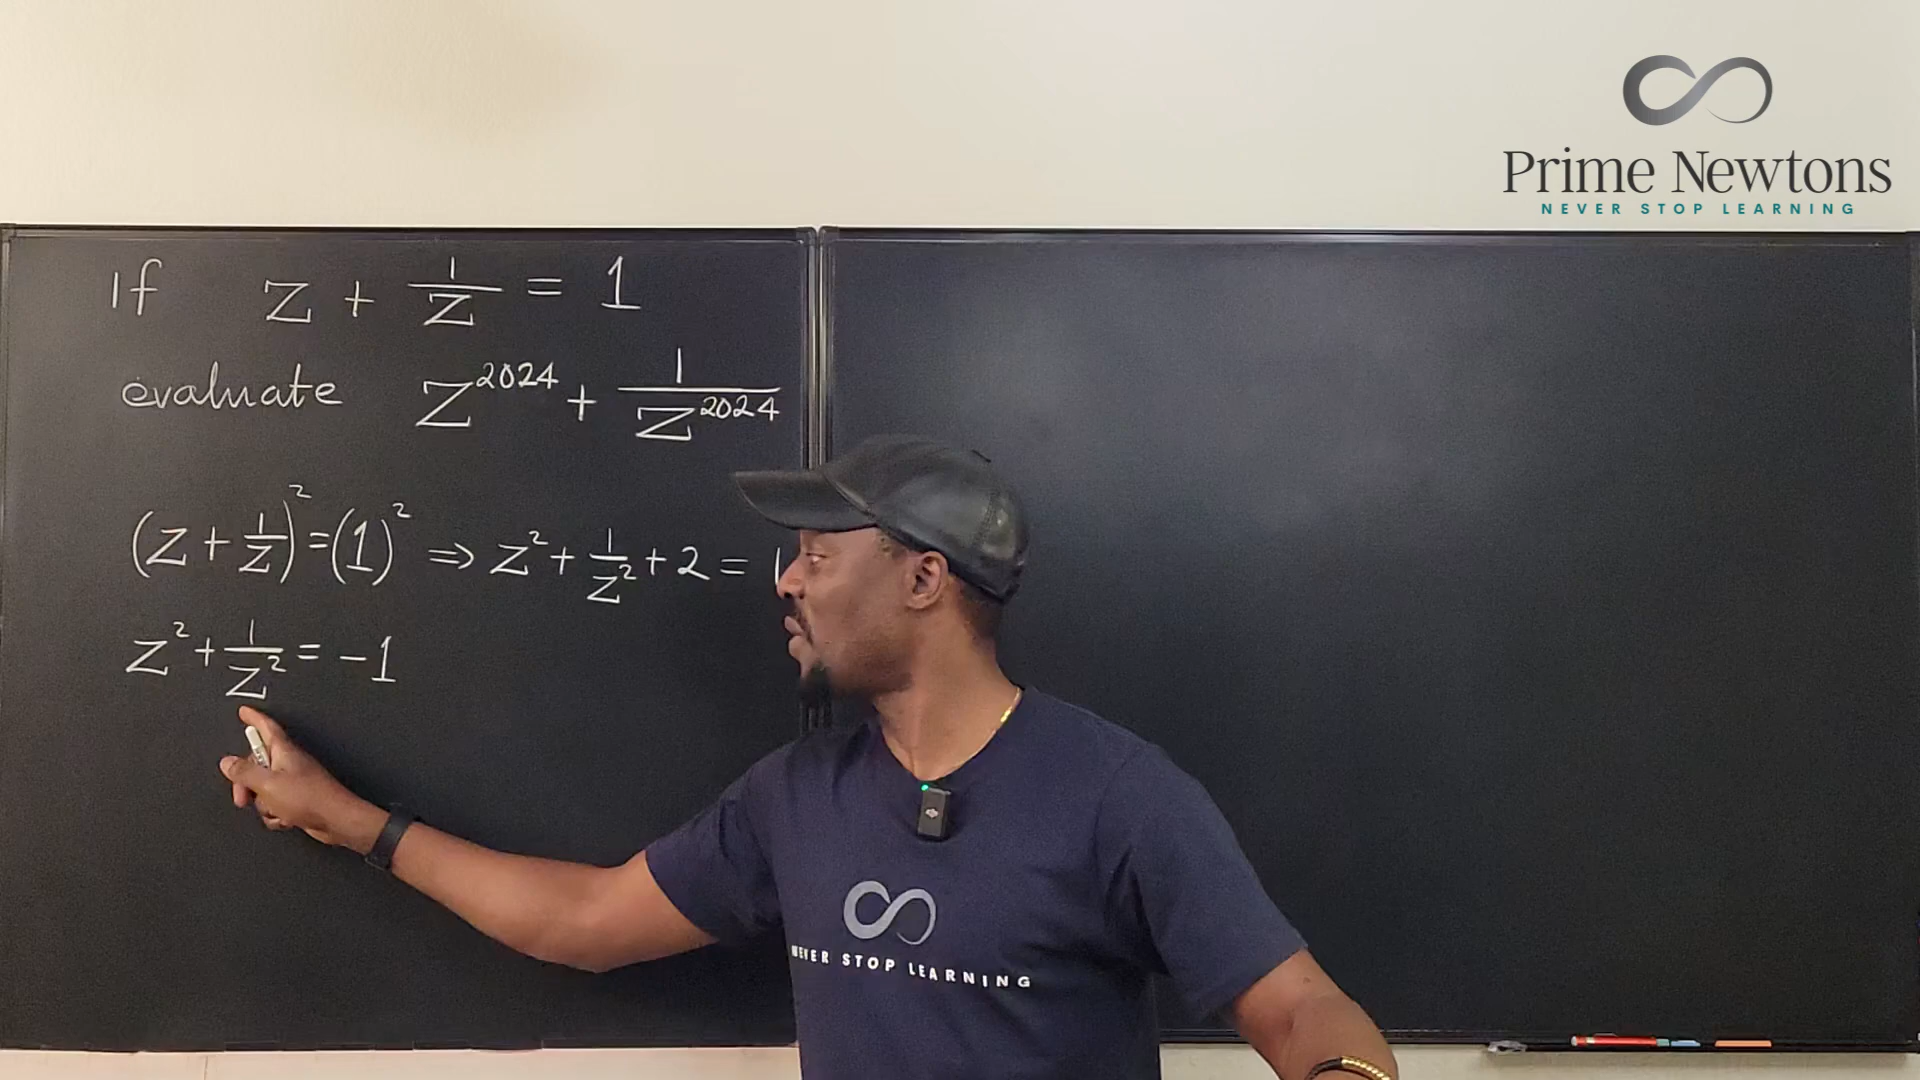 Prime Newtons
NEVER STOP LEARNING
If z + 1/z = 1
evaluate z^2024 + 1/z^2024
(z + 1/z)^2 = (1)^2 ⇒ z^2 + 1/z^2 + 2 = 1
z^2 + 1/z^2 = -1
NEVER STOP LEARNING